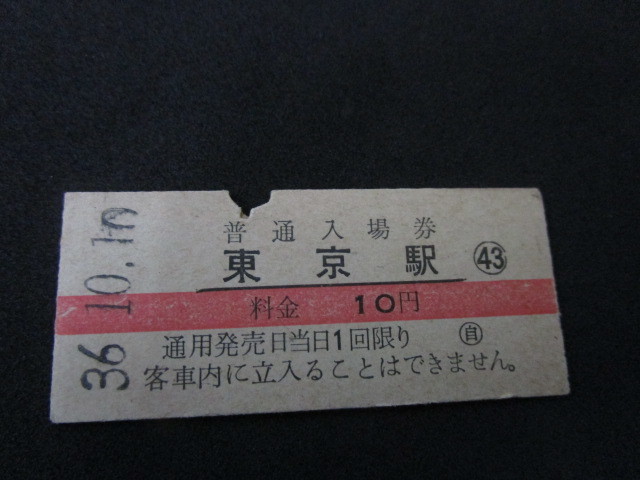 普通入場券
東京駅 ㊸
料金 10円
通用発売日当日1回限り ㉂
客車内に立入ることはできません。
36.10.10